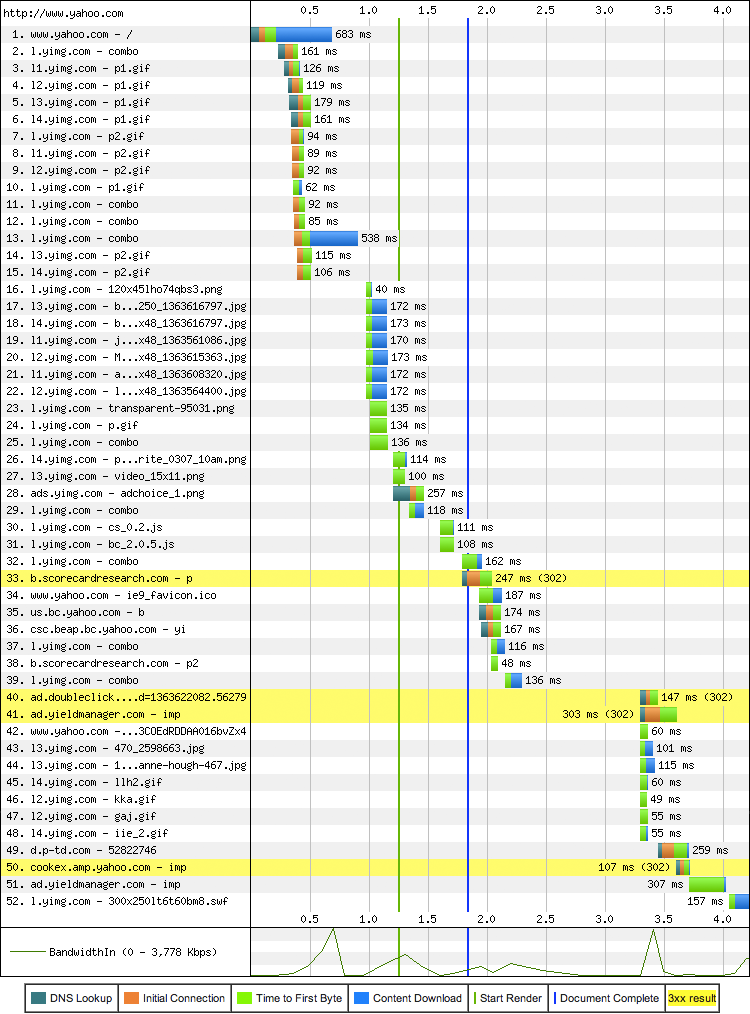 http://www.yahoo.com 0.5 1.0 1.5 2.0 2.5 3.0 3.5 4.0
1. www.yahoo.com - / 683 ms
2. l.yimg.com - combo 161 ms
3. l1.yimg.com - p1.gif 126 ms
4. l2.yimg.com - p1.gif 119 ms
5. l3.yimg.com - p1.gif 179 ms
6. l4.yimg.com - p1.gif 161 ms
7. l.yimg.com - p2.gif 94 ms
8. l1.yimg.com - p2.gif 89 ms
9. l2.yimg.com - p2.gif 92 ms
10. l.yimg.com - p1.gif 62 ms
11. l.yimg.com - combo 92 ms
12. l.yimg.com - combo 85 ms
13. l.yimg.com - combo 538 ms
14. l3.yimg.com - p2.gif 115 ms
15. l4.yimg.com - p2.gif 106 ms
16. l.yimg.com - 120x45lho74qbs3.png 40 ms
17. l3.yimg.com - b...250_1363616797.jpg 172 ms
18. l4.yimg.com - b...x48_1363616797.jpg 173 ms
19. l1.yimg.com - j...x48_1363561086.jpg 170 ms
20. l2.yimg.com - M...x48_1363615363.jpg 173 ms
21. l1.yimg.com - a...x48_1363608320.jpg 172 ms
22. l2.yimg.com - l...x48_1363564400.jpg 172 ms
23. l.yimg.com - transparent-95031.png 135 ms
24. l.yimg.com - p.gif 134 ms
25. l.yimg.com - combo 136 ms
26. l4.yimg.com - p...rite_0307_10am.png 114 ms
27. l3.yimg.com - video_15x11.png 100 ms
28. ads.yimg.com - adchoice_1.png 257 ms
29. l.yimg.com - combo 118 ms
30. l.yimg.com - cs_0.2.js 111 ms
31. l.yimg.com - bc_2.0.5.js 108 ms
32. l.yimg.com - combo 162 ms
33. b.scorecardresearch.com - p 247 ms (302)
34. www.yahoo.com - ie9_favicon.ico 187 ms
35. us.bc.yahoo.com - b 174 ms
36. csc.beap.bc.yahoo.com - yi 167 ms
37. l.yimg.com - combo 116 ms
38. b.scorecardresearch.com - p2 48 ms
39. l.yimg.com - combo 136 ms
40. ad.doubleclick....d=1363622082.56279 147 ms (302)
41. ad.yieldmanager.com - imp 303 ms (302)
42. www.yahoo.com -...3COEdRDDAAO16bvZx4 60 ms
43. l3.yimg.com - 470_2598663.jpg 101 ms
44. l3.yimg.com - 1...anne-hough-467.jpg 115 ms
45. l4.yimg.com - llh2.gif 60 ms
46. l2.yimg.com - kka.gif 49 ms
47. l2.yimg.com - gaj.gif 55 ms
48. l4.yimg.com - iie_2.gif 55 ms
49. d.p-td.com - 52822746 259 ms
50. cookex.amp.yahoo.com - imp 107 ms (302)
51. ad.yieldmanager.com - imp 307 ms
52. l.yimg.com - 300x250lt6t60bm8.swf 157 ms
0.5 1.0 1.5 2.0 2.5 3.0 3.5 4.0
BandwidthIn (0 - 3,778 Kbps)
DNS Lookup Initial Connection Time to First Byte Content Download Start Render Document Complete 3xx result